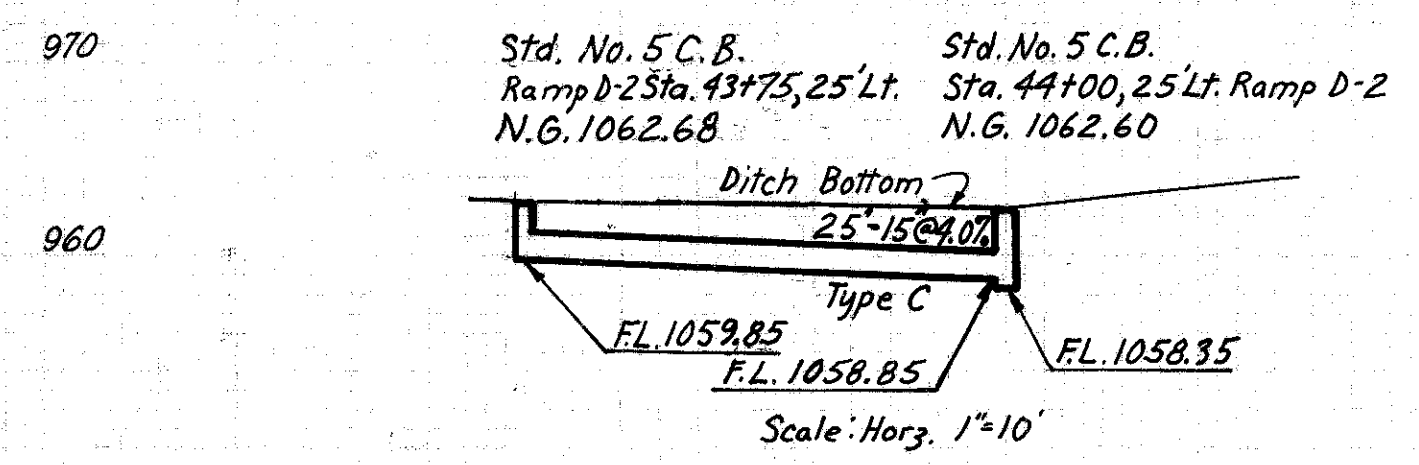 970
Std. No. 5 C.B.
Ramp D-2 Sta. 43+75, 25' Lt.
N.G. 1062.68
Std. No. 5 C.B.
Sta. 44+00, 25' Lt. Ramp D-2
N.G. 1062.60
Ditch Bottom
960
25'-15"@4.0%
Type C
F.L. 1059.85
F.L. 1058.85
F.L. 1058.35
Scale: Horz. 1"=10'